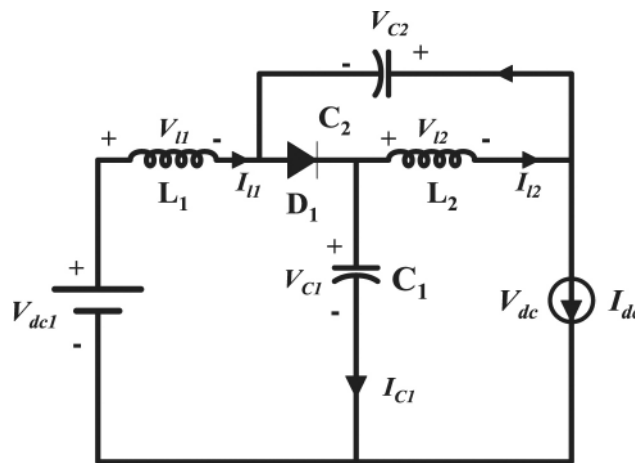 V_C2
- +
C_2
+ V_l1 - + V_l2 -
I_l1 I_l2
L_1 D_1 L_2
+ +
V_C1 C_1
V_dc1 V_dc I_dc
- -
I_C1